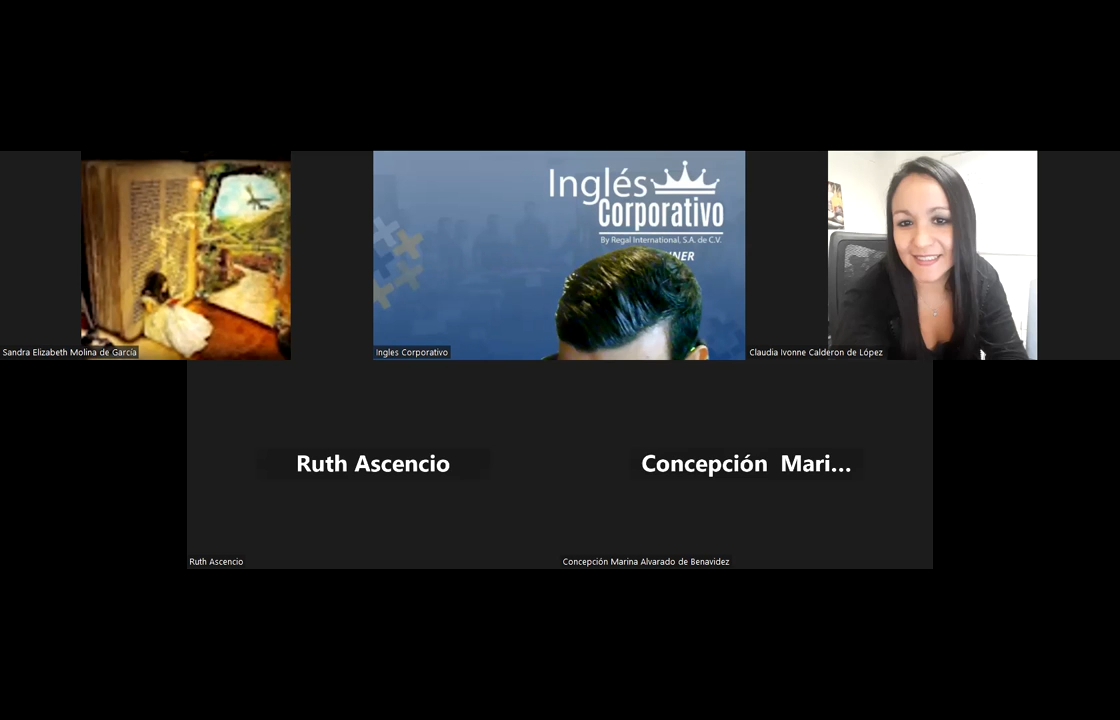 Inglés
Corporativo
By Regal International, S.A. de C.V.
Sandra Elizabeth Molina de García
Ingles Corporativo
Claudia Ivonne Calderon de López
Ruth Ascencio
Concepción Mari...
Ruth Ascencio
Concepción Marina Alvarado de Benavidez